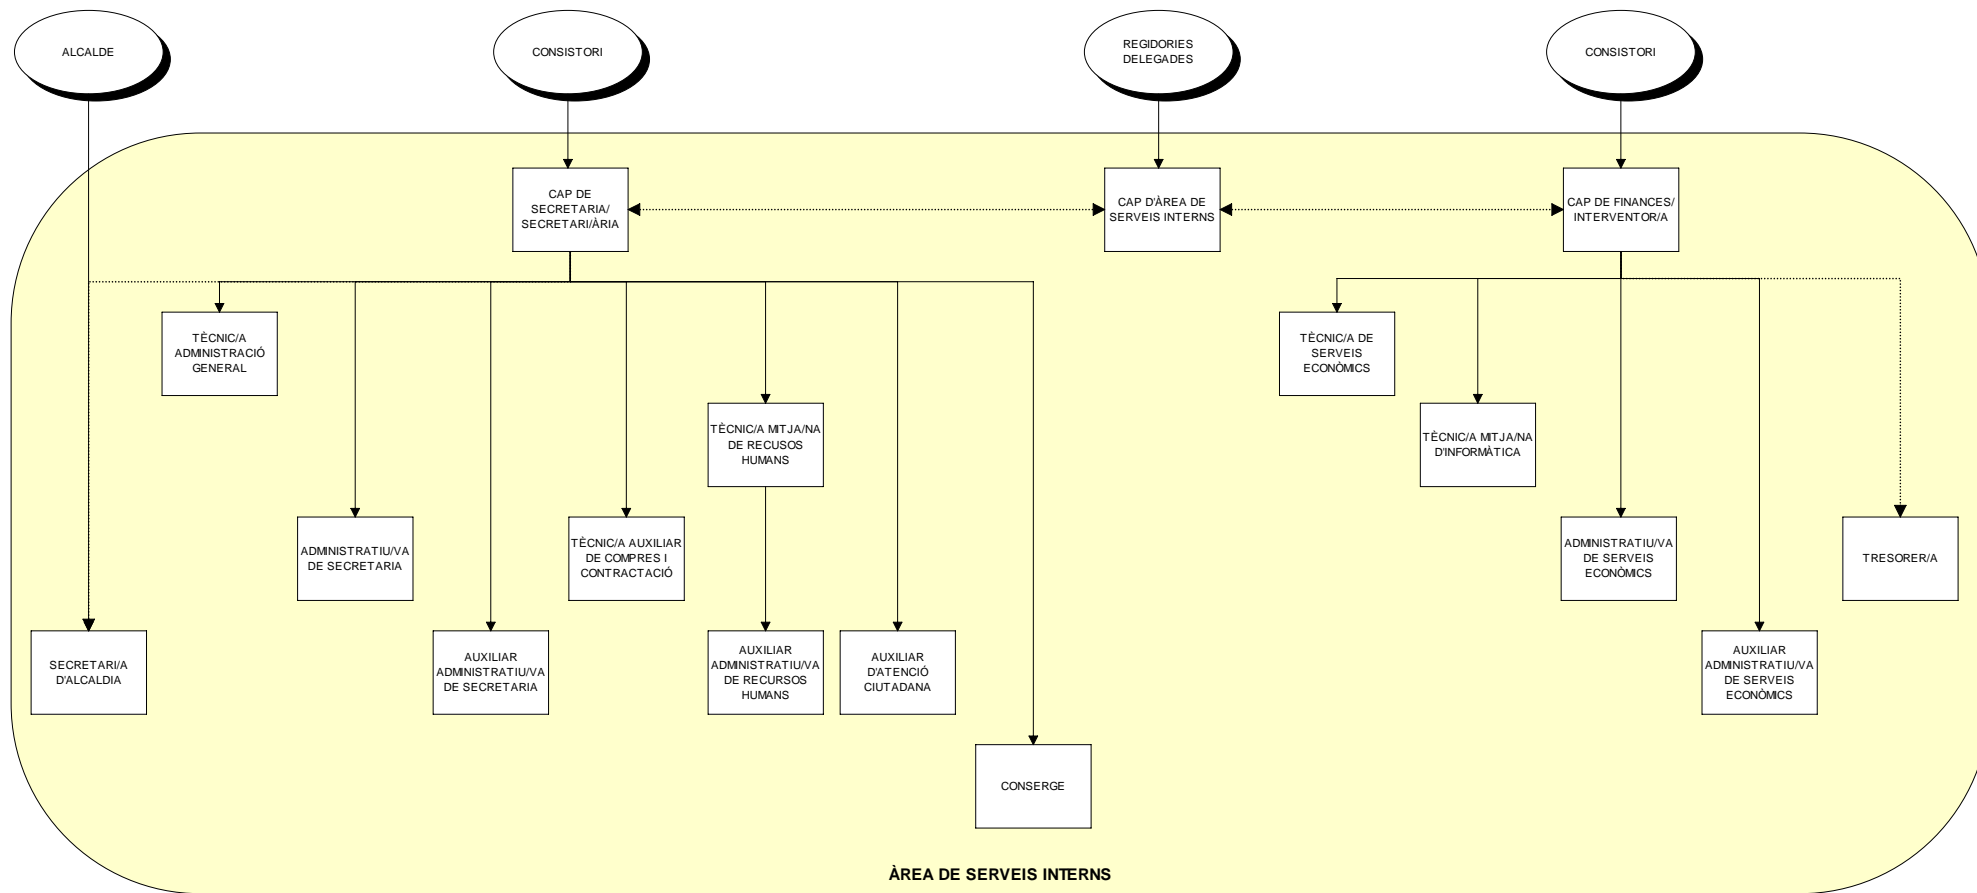 ALCALDE
CONSISTORI
REGIDORIES
DELEGADES
CONSISTORI
CAP DE
SECRETARIA/
SECRETARI/ÀRIA
CAP D'ÀREA DE
SERVEIS INTERNS
CAP DE FINANCES/
INTERVENTOR/A
TÈCNIC/A
ADMINISTRACIÓ
GENERAL
TÈCNIC/A DE
SERVEIS
ECONÒMICS
TÈCNIC/A MITJA/NA
DE RECUSOS
HUMANS
TÈCNIC/A MITJA/NA
D'INFORMÀTICA
ADMINISTRATIU/VA
DE SECRETARIA
TÈCNIC/A AUXILIAR
DE COMPRES I
CONTRACTACIÓ
ADMINISTRATIU/VA
DE SERVEIS
ECONÒMICS
TRESORER/A
SECRETARI/A
D'ALCALDIA
AUXILIAR
ADMINISTRATIU/VA
DE SECRETARIA
AUXILIAR
ADMINISTRATIU/VA
DE RECURSOS
HUMANS
AUXILIAR
D'ATENCIÓ
CIUTADANA
AUXILIAR
ADMINISTRATIU/VA
DE SERVEIS
ECONÒMICS
CONSERGE
ÀREA DE SERVEIS INTERNS